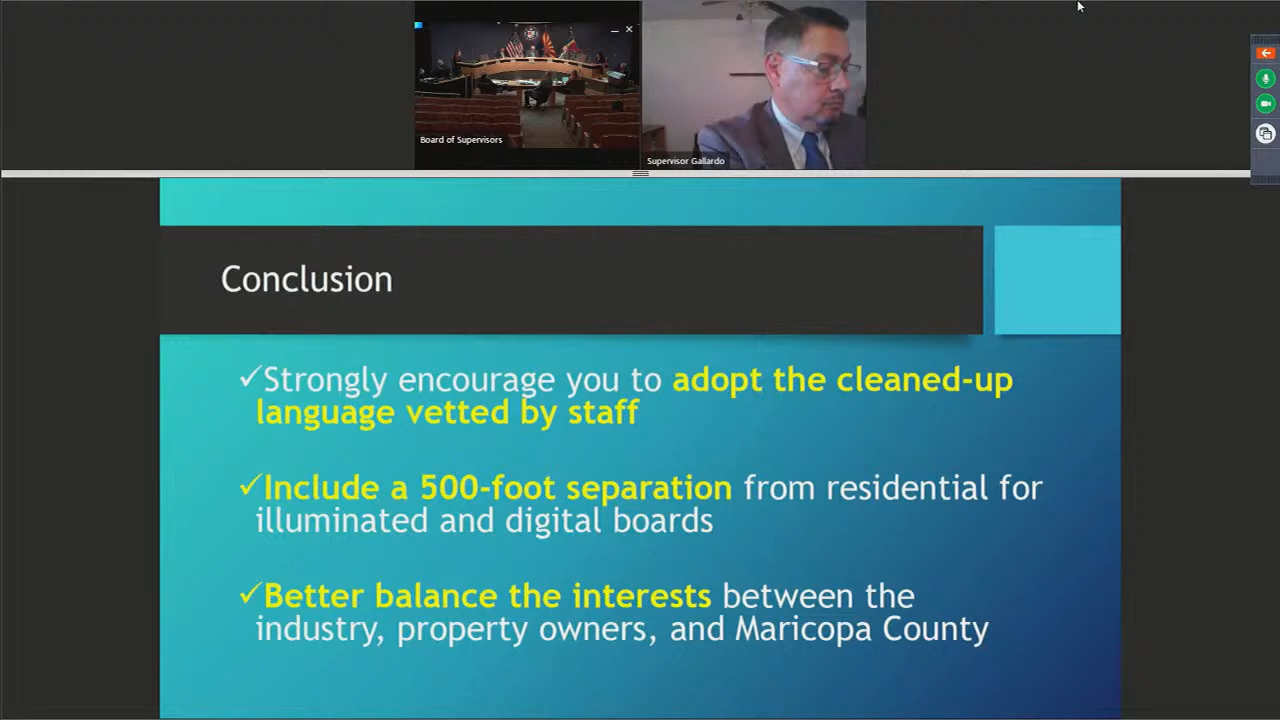 Board of Supervisors
Supervisor Gallardo
Conclusion
✓Strongly encourage you to adopt the cleaned-up
language vetted by staff
✓Include a 500-foot separation from residential for
illuminated and digital boards
✓Better balance the interests between the
industry, property owners, and Maricopa County